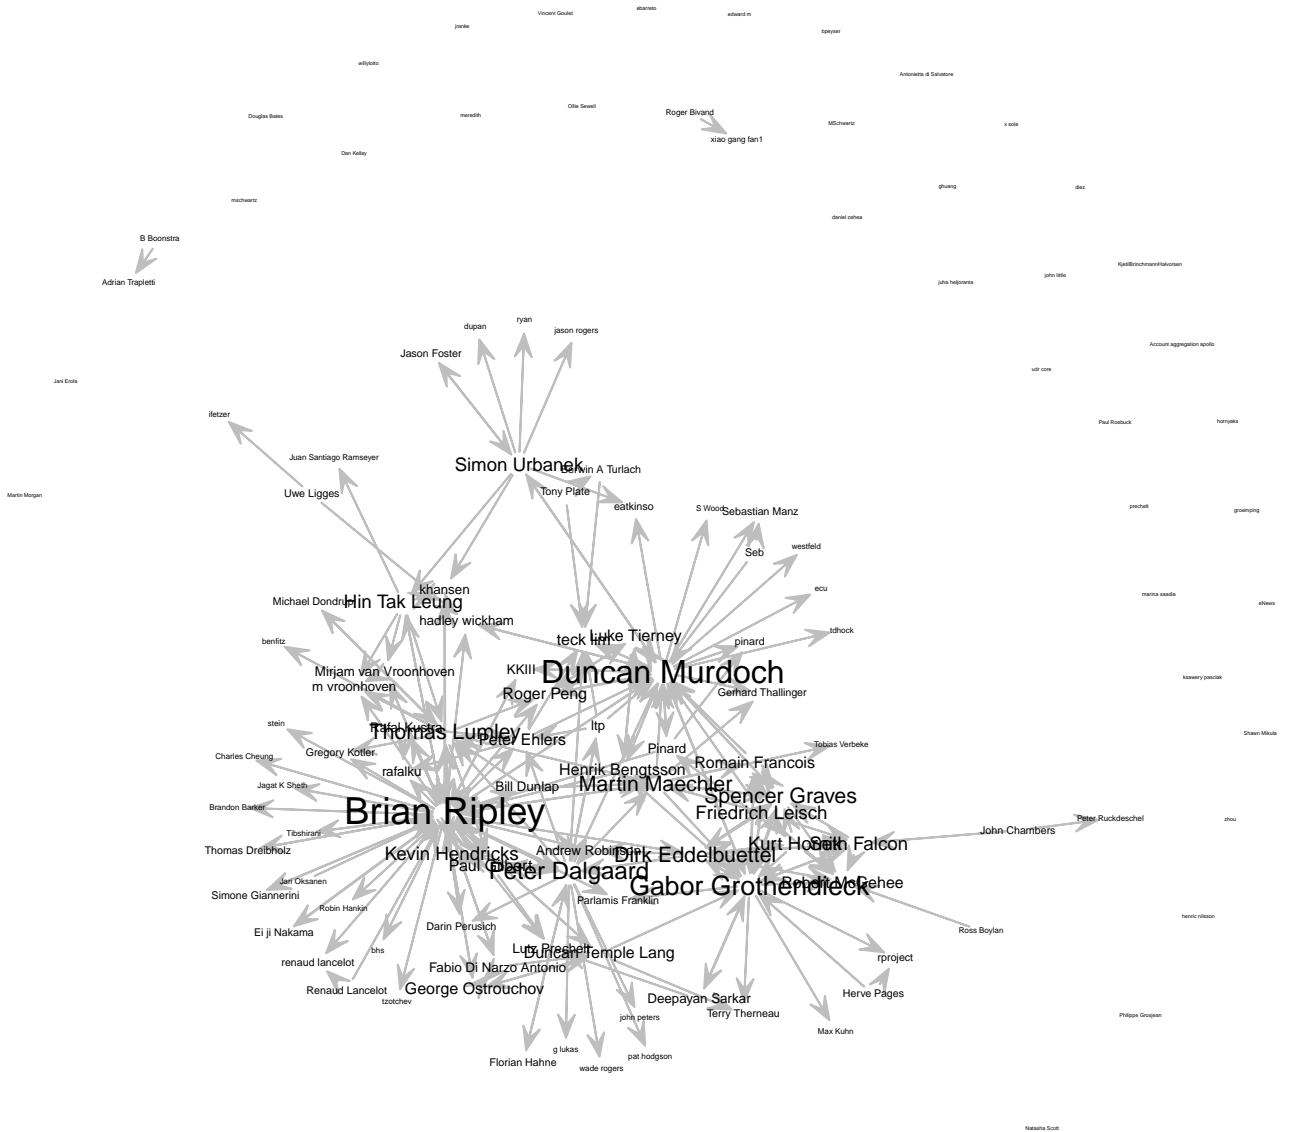 Vincent Goulet
ebarreto
edward m
jranke
bpeyser
willylotto
Antonietta di Salvatore
Ollie Sewell
Roger Bivand
Douglas Bates
meredith
MSchwartz
x sole
xiao gang fan1
Dan Kelley
ghuang
diez
mschwartz
daniel oshea
B Boonstra
KjetilBrinchmannHalvorsen
john little
Adrian Trapletti
juha heljoranta
dupan
ryan
jason rogers
Account aggregation apollo
Jason Foster
udr core
Jani Erola
ifetzer
Paul Roebuck
hornyaks
Juan Santiago Ramseyer
Simon Urbanek
Berwin A Turlach
Uwe Ligges
Tony Plate
Martin Morgan
eatkinso
S Wood
Sebastian Manz
prechelt
groemping
Seb
westfeld
khansen
ecu
marina saadia
eNews
Michael Dondrup
Hin Tak Leung
hadley wickham
tdhock
benfitz
teck lim
Luke Tierney
pinard
Mirjam van Vroonhoven
KKIII
Duncan Murdoch
m vroonhoven
Roger Peng
Gerhard Thallinger
ksawery pasciak
stein
Rafal Kustra
Thomas Lumley
ltp
Shawn Mikula
Peter Ehlers
Pinard
Tobias Verbeke
Charles Cheung
Gregory Kotler
rafalku
Henrik Bengtsson
Romain Francois
Jagat K Sheth
Bill Dunlap
Martin Maechler
Spencer Graves
Brandon Barker
Brian Ripley
Friedrich Leisch
Peter Ruckdeschel
zhou
Tibshirani
John Chambers
Thomas Dreibholz
Kevin Hendricks
Andrew Robinson
Dirk Eddelbuettel
Kurt Hornik
Seth Falcon
Paul Gilbert
Peter Dalgaard
Jari Oksanen
Gabor Grothendieck
Robert McGehee
Simone Giannerini
Parlamis Franklin
Robin Hankin
henric nilsson
Ei ji Nakama
Darin Perusich
Ross Boylan
bhs
Lutz Prechelt
Duncan Temple Lang
renaud lancelot
Fabio Di Narzo Antonio
rproject
Renaud Lancelot
George Ostrouchov
Herve Pages
tzotchev
Deepayan Sarkar
john peters
Terry Therneau
Philippe Grosjean
Max Kuhn
g lukas
Florian Hahne
pat hodgson
wade rogers
Natasha Scott